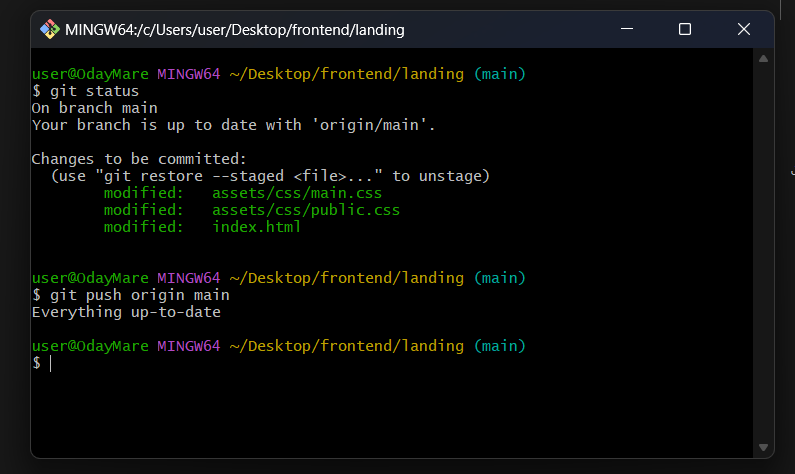 MINGW64:/c/Users/user/Desktop/frontend/landing
user@OdayMare MINGW64 ~/Desktop/frontend/landing (main)
$ git status
On branch main
Your branch is up to date with 'origin/main'.
Changes to be committed:
  (use "git restore --staged <file>..." to unstage)
        modified:   assets/css/main.css
        modified:   assets/css/public.css
        modified:   index.html
user@OdayMare MINGW64 ~/Desktop/frontend/landing (main)
$ git push origin main
Everything up-to-date
user@OdayMare MINGW64 ~/Desktop/frontend/landing (main)
$